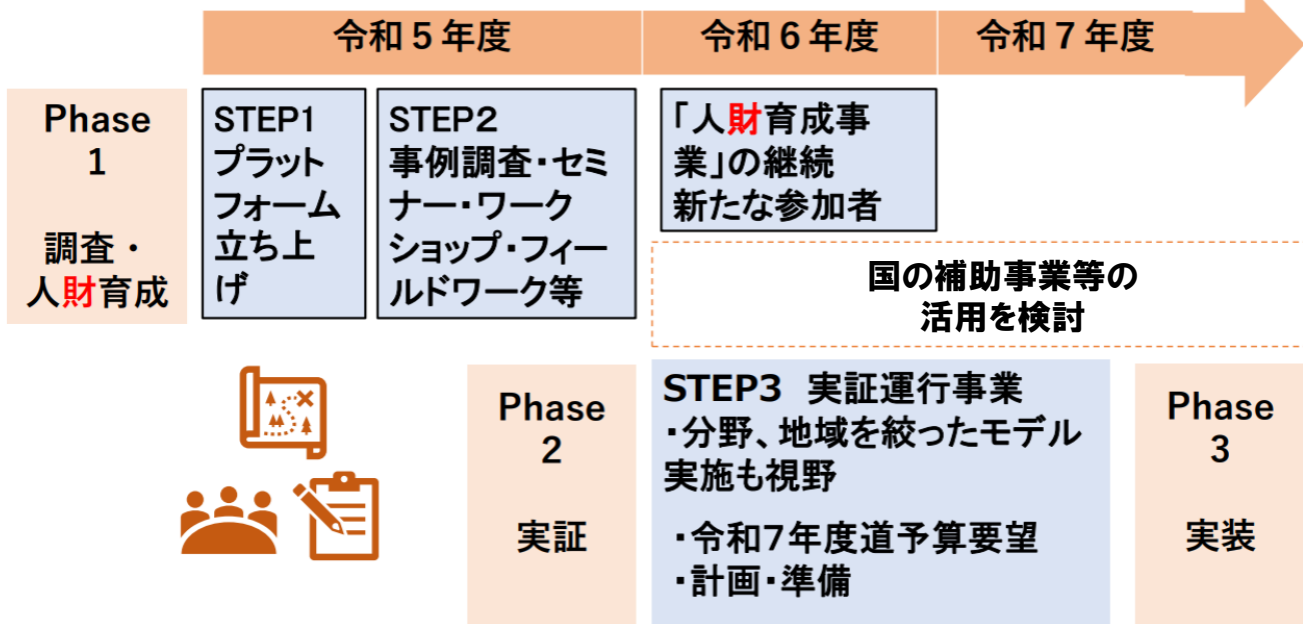 令和5年度
令和6年度
令和7年度
Phase
1
調査・
人財育成
STEP1
プラット
フォーム
立ち上
げ
STEP2
事例調査・セミ
ナー・ワーク
ショップ・フィー
ルドワーク等
「人財育成事
業」の継続
新たな参加者
国の補助事業等の
活用を検討
Phase
2
実証
STEP3 実証運行事業
・分野、地域を絞ったモデル
実施も視野
・令和7年度道予算要望
・計画・準備
Phase
3
実装